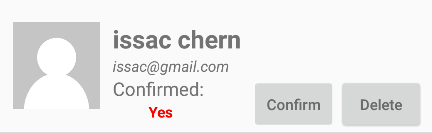 issac chern
issac@gmail.com
Confirmed:
Yes
Confirm
Delete